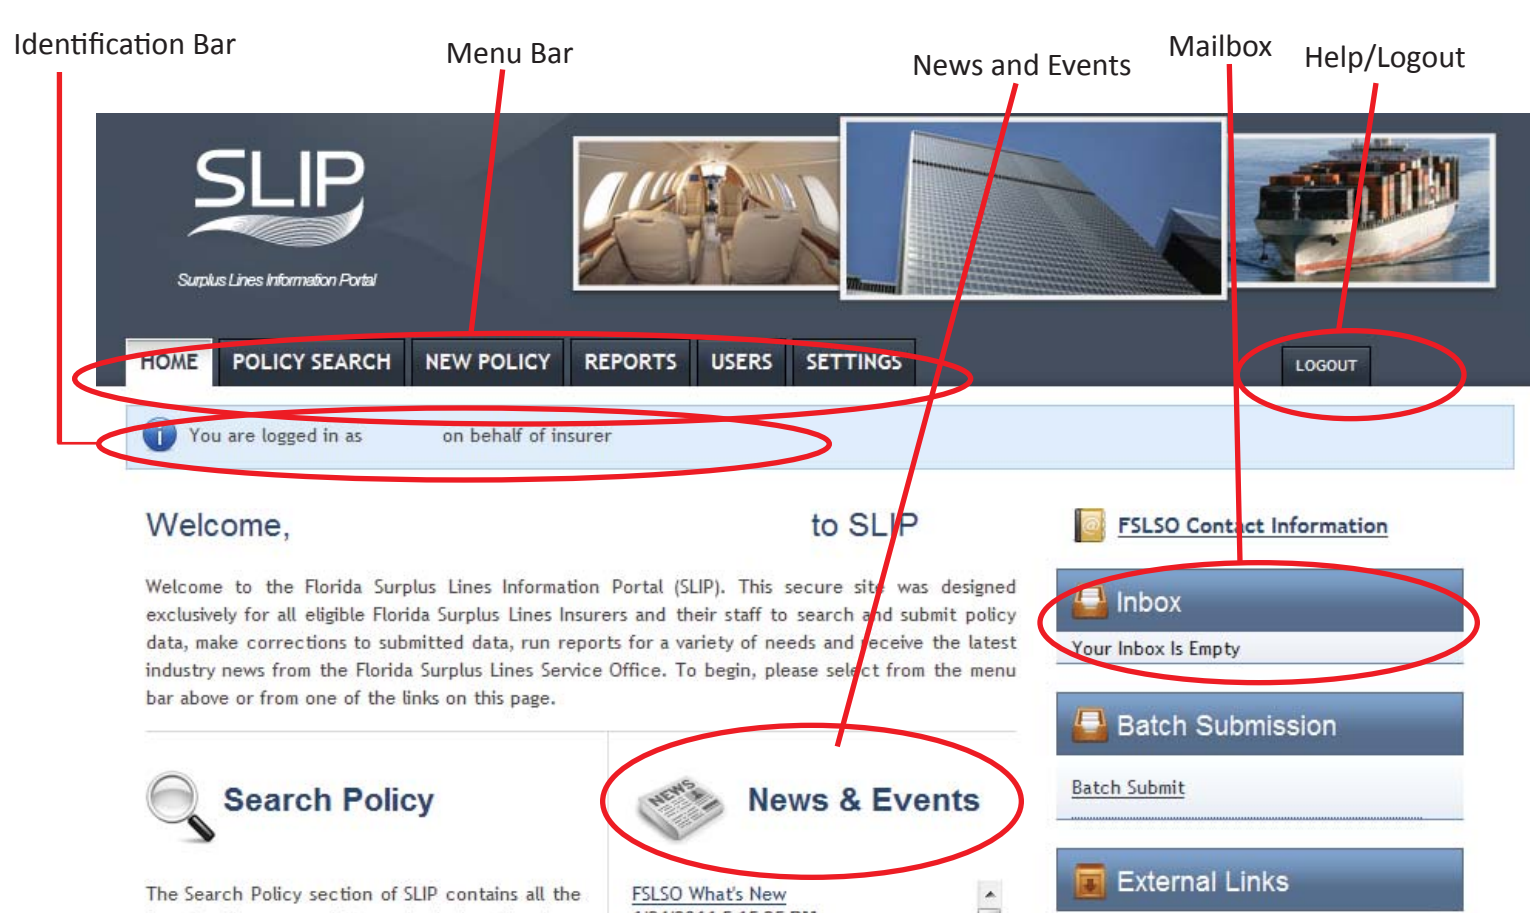 Identification Bar
Menu Bar
News and Events
Mailbox
Help/Logout
SLIP
Surplus Lines Information Portal
HOME
POLICY SEARCH
NEW POLICY
REPORTS
USERS
SETTINGS
LOGOUT
You are logged in as on behalf of insurer
Welcome, to SLIP
Welcome to the Florida Surplus Lines Information Portal (SLIP). This secure site was designed
exclusively for all eligible Florida Surplus Lines Insurers and their staff to search and submit policy
data, make corrections to submitted data, run reports for a variety of needs and receive the latest
industry news from the Florida Surplus Lines Service Office. To begin, please select from the menu
bar above or from one of the links on this page.
Search Policy
The Search Policy section of SLIP contains all the
NEWS
News & Events
FSLSO What's New
FSLSO Contact Information
Inbox
Your Inbox Is Empty
Batch Submission
Batch Submit
External Links